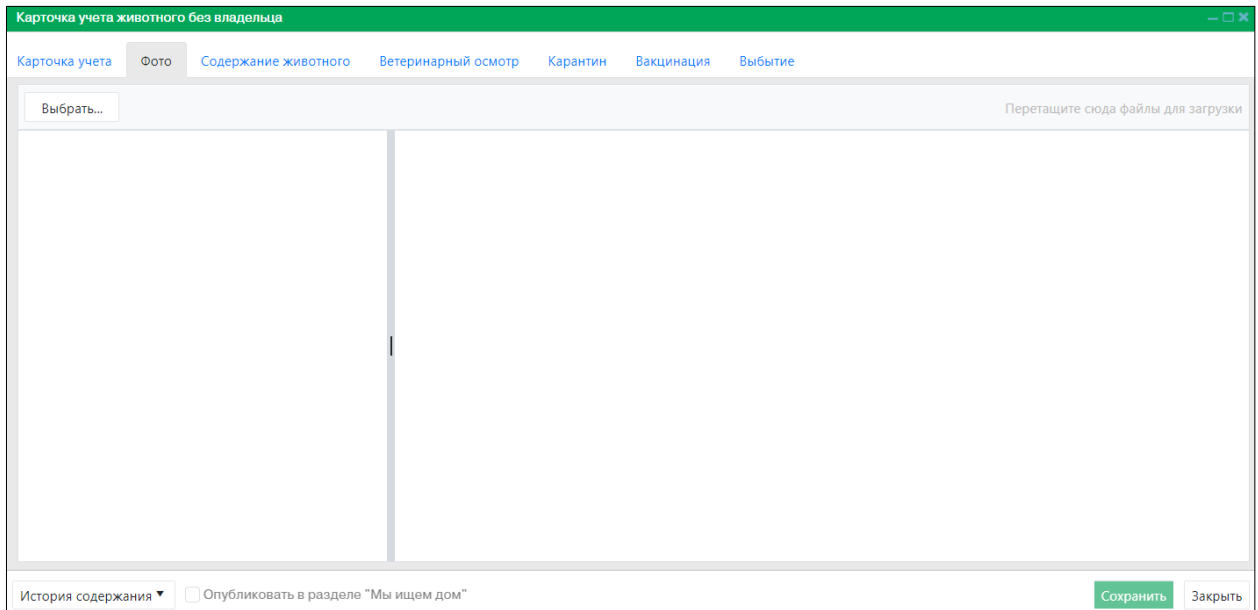 Карточка учета животного без владельца
Карточка учета Фото Содержание животного Ветеринарный осмотр Карантин Вакцинация Выбытие
Выбрать... Перетащите сюда файлы для загрузки
История содержания Опубликовать в разделе "Мы ищем дом" Сохранить Закрыть